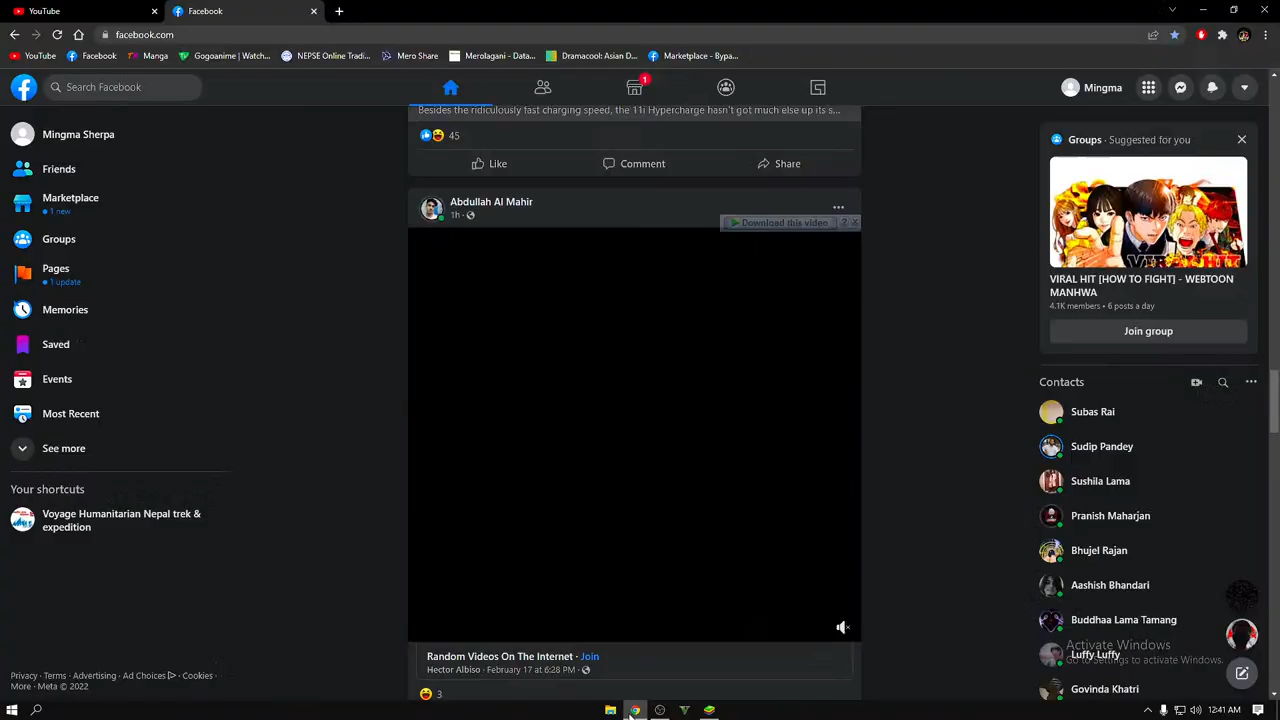 YouTube
Facebook
facebook.com
YouTube
Facebook
Manga
Gogoanime | Watch...
NEPSE Online Tradi...
Mero Share
Merolagani - Data...
Dramacool: Asian D...
Marketplace - Bypa...
Search Facebook
1
Mingma
Mingma Sherpa
Friends
Marketplace
1 new
Groups
Pages
1 update
Memories
Saved
Events
Most Recent
See more
Your shortcuts
Voyage Humanitarian Nepal trek &
expedition
Privacy · Terms · Advertising · Ad Choices · Cookies ·
More · Meta © 2022
Besides the ridiculously fast charging speed, the 11i Hypercharge hasn't got much else up its s...
45
Like
Comment
Share
Abdullah Al Mahir
1h ·
Download this video
?
X
Random Videos On The Internet · Join
Hector Albiso · February 17 at 6:28 PM ·
3
Groups · Suggested for you
VIRAL HIT
VIRAL HIT [HOW TO FIGHT] - WEBTOON
MANHWA
4.1K members • 6 posts a day
Join group
Contacts
Subas Rai
Sudip Pandey
Sushila Lama
Pranish Maharjan
Bhujel Rajan
Aashish Bhandari
Buddhaa Lama Tamang
Luffy Luffy
Govinda Khatri
Activate Windows
Go to Settings to activate Windows.
12:41 AM